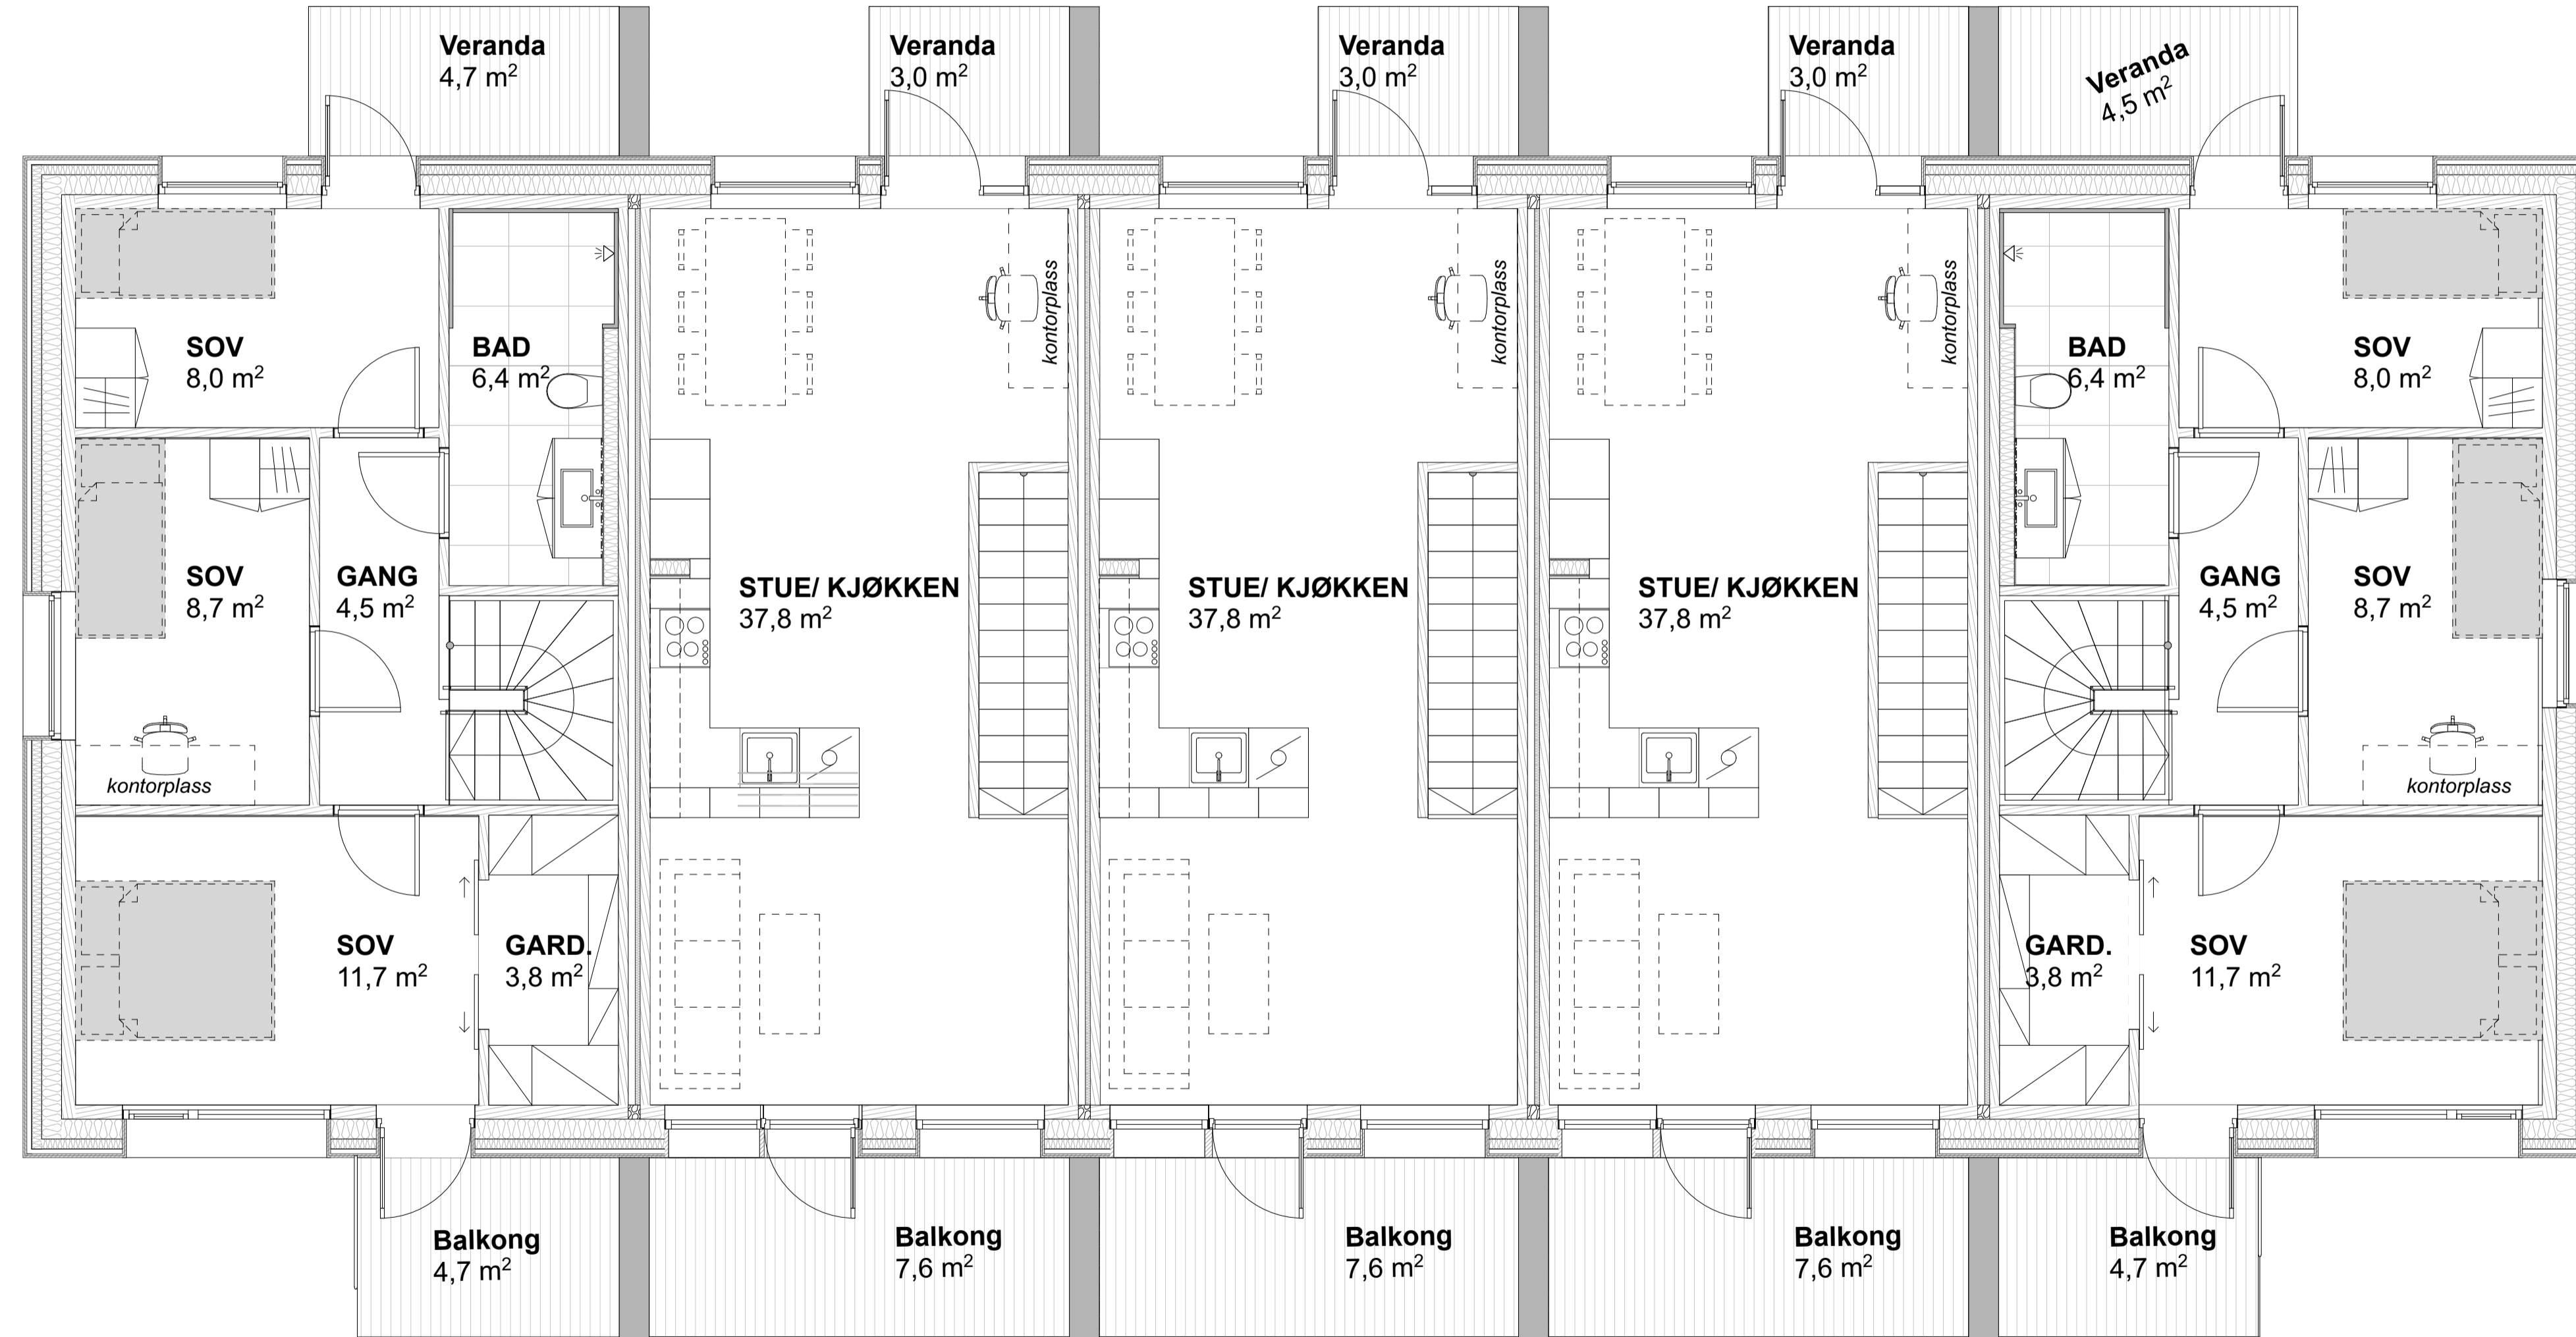 Veranda
4,7 m²
Veranda
3,0 m²
Veranda
3,0 m²
Veranda
3,0 m²
Veranda
4,5 m²
SOV
8,0 m²
BAD
6,4 m²
kontorplass
kontorplass
kontorplass
BAD
6,4 m²
SOV
8,0 m²
SOV
8,7 m²
GANG
4,5 m²
STUE/ KJØKKEN
37,8 m²
STUE/ KJØKKEN
37,8 m²
STUE/ KJØKKEN
37,8 m²
GANG
4,5 m²
SOV
8,7 m²
kontorplass
kontorplass
SOV
11,7 m²
GARD.
3,8 m²
GARD.
3,8 m²
SOV
11,7 m²
Balkong
4,7 m²
Balkong
7,6 m²
Balkong
7,6 m²
Balkong
7,6 m²
Balkong
4,7 m²